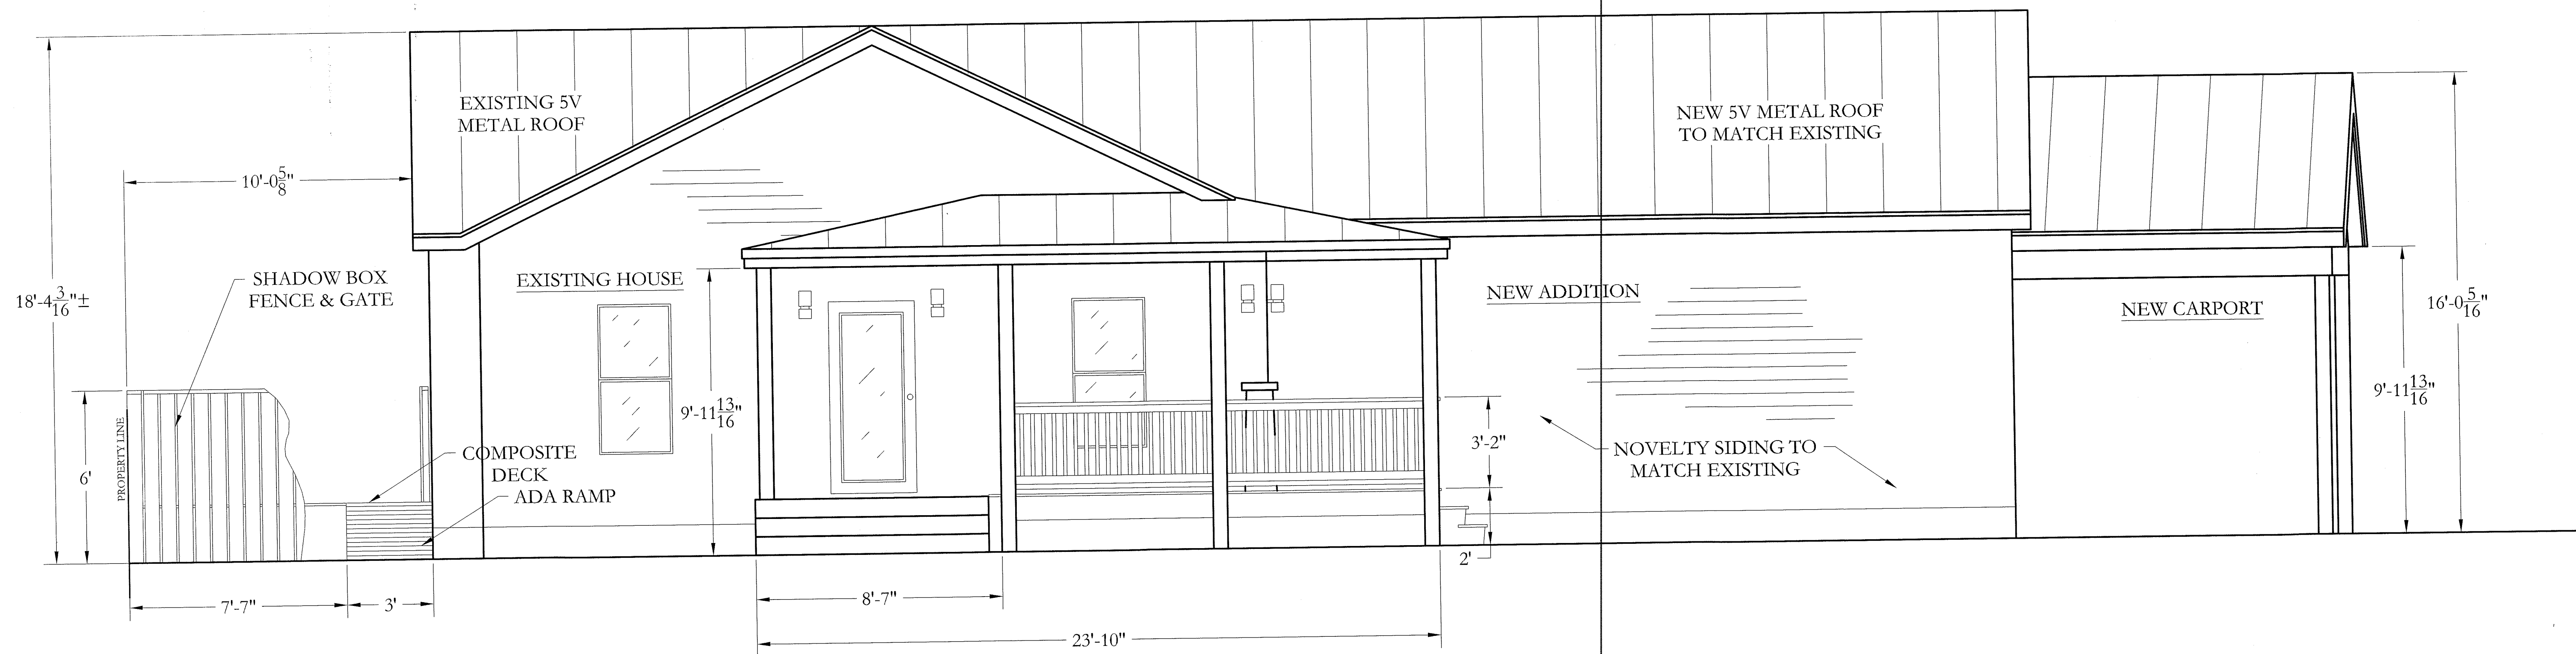 EXISTING 5V
METAL ROOF
NEW 5V METAL ROOF
TO MATCH EXISTING
10'-0 5/8"
SHADOW BOX
FENCE & GATE
EXISTING HOUSE
NEW ADDITION
NEW CARPORT
18'-4 3/16"±
16'-0 5/16"
9'-11 13/16"
9'-11 13/16"
3'-2"
NOVELTY SIDING TO
MATCH EXISTING
PROPERTY LINE
6'
COMPOSITE
DECK
ADA RAMP
2'
7'-7"
3'
8'-7"
23'-10"